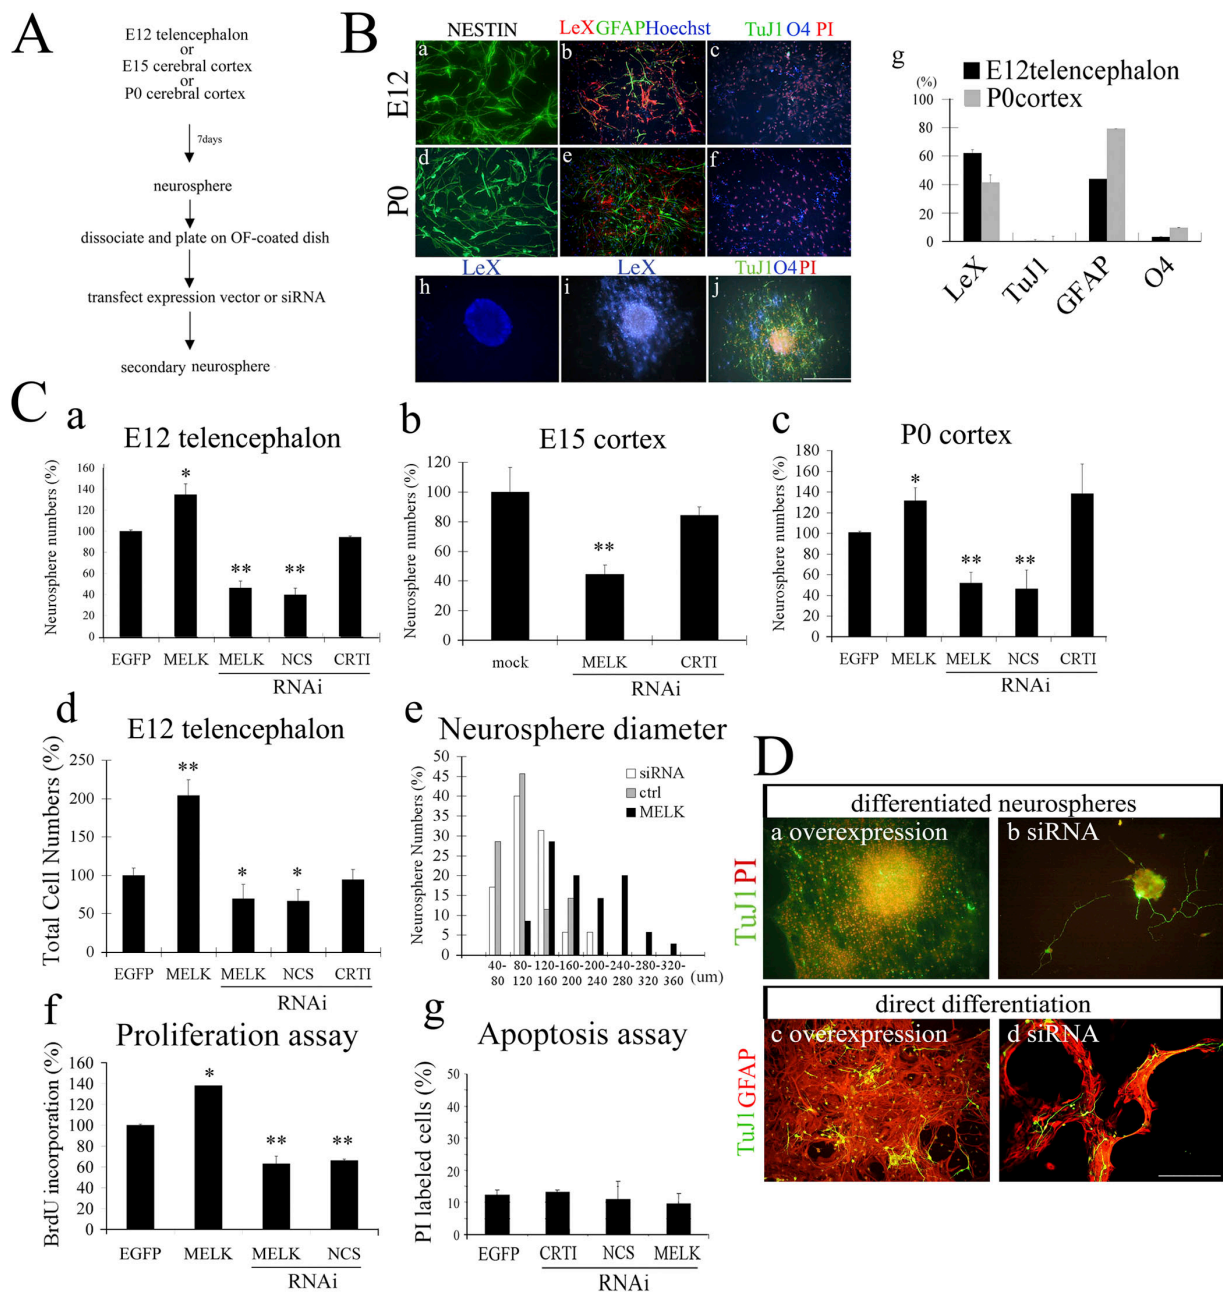 A
E12 telencephalon
or
E15 cerebral cortex
or
P0 cerebral cortex
7days
neurosphere
dissociate and plate on OF-coated dish
transfect expression vector or siRNA
secondary neurosphere
B
NESTIN
LeXGFAPHoechst
TuJ1 O4 PI
E12
a
b
c
P0
d
e
f
LeX
LeX
TuJ1O4PI
h
i
j
g
(%)
E12telencephalon
P0cortex
100
80
60
40
20
0
LeX
TuJ1
GFAP
O4
C
a
E12 telencephalon
Neurosphere numbers (%)
160
140
120
100
80
60
40
20
0
*
**
**
EGFP MELK MELK NCS CRTI
RNAi
b
E15 cortex
Neurosphere numbers (%)
120
100
80
60
40
20
0
**
mock MELK CRTI
RNAi
c
P0 cortex
Neurosphere numbers (%)
180
160
140
120
100
80
60
40
20
0
*
**
**
EGFP MELK MELK NCS CRTI
RNAi
d
E12 telencephalon
Total Cell Numbers (%)
250
200
150
100
50
0
**
*
*
EGFP MELK MELK NCS CRTI
RNAi
e
Neurosphere diameter
Neurosphere Numbers (%)
50
45
40
35
30
25
20
15
10
5
0
siRNA
ctrl
MELK
40- 80- 120- 160- 200- 240- 280- 320-
80 120 160 200 240 280 320 360 (um)
f
Proliferation assay
BrdU incorporation (%)
160
140
120
100
80
60
40
20
0
*
**
**
EGFP MELK MELK NCS
RNAi
g
Apoptosis assay
PI labeled cells (%)
50
40
30
20
10
0
EGFP CRTI NCS MELK
RNAi
D
differentiated neurospheres
TuJ1PI
a overexpression
b siRNA
direct differentiation
TuJ1GFAP
c overexpression
d siRNA